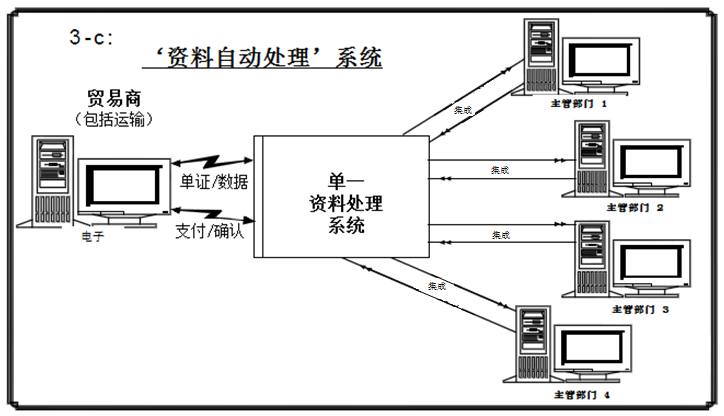 3-c:
‘资料自动处理’系统
贸易商
（包括运输）
电子
单证/数据
支付/确认
单一
资料处理
系统
集成
主管部门 1
集成
主管部门 2
集成
主管部门 3
集成
主管部门 4